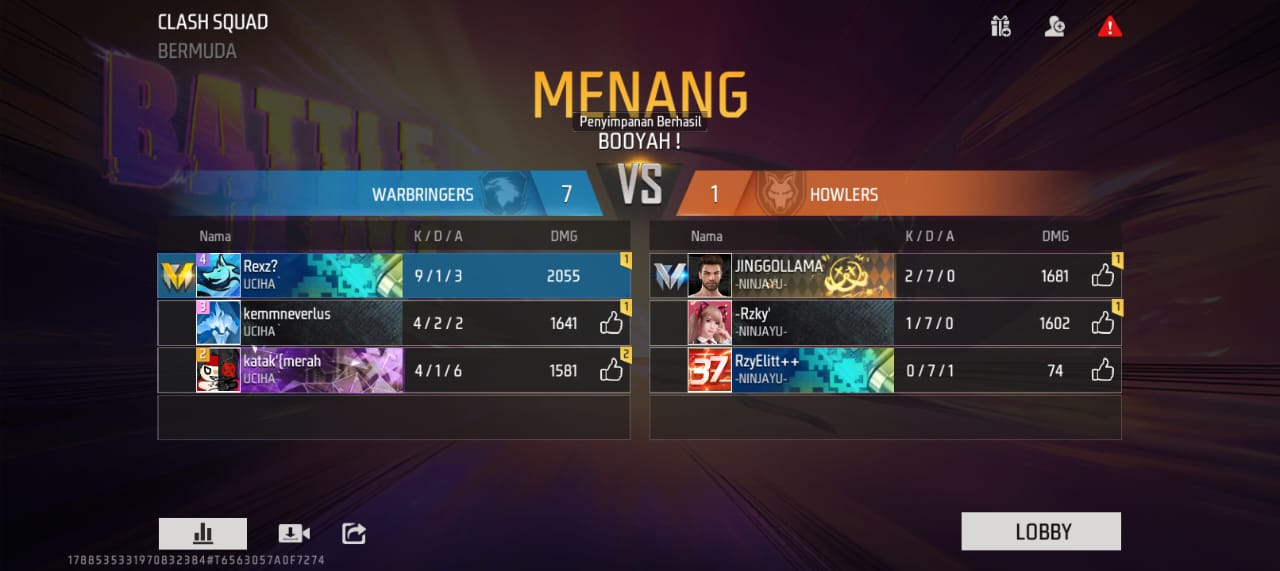 CLASH SQUAD
BERMUDA
BATTLE
MENANG
Penyimpanan Berhasil
BOOYAH !
WARBRINGERS 7 VS 1 HOWLERS
Nama K / D / A DMG
4 Rexz? UCIHA 9 / 1 / 3 2055 1
3 kemmneverlus UCIHA 4 / 2 / 2 1641 1
2 katak'[merah UCIHA 4 / 1 / 6 1581 2
Nama K / D / A DMG
JINGGOLLAMA -NINJAYU- 2 / 7 / 0 1681 1
-Rzky' -NINJAYU- 1 / 7 / 0 1602 1
37 RzyElitt++ -NINJAYU- 0 / 7 / 1 74
LOBBY
1788535331970832384#T6563057A0F7274